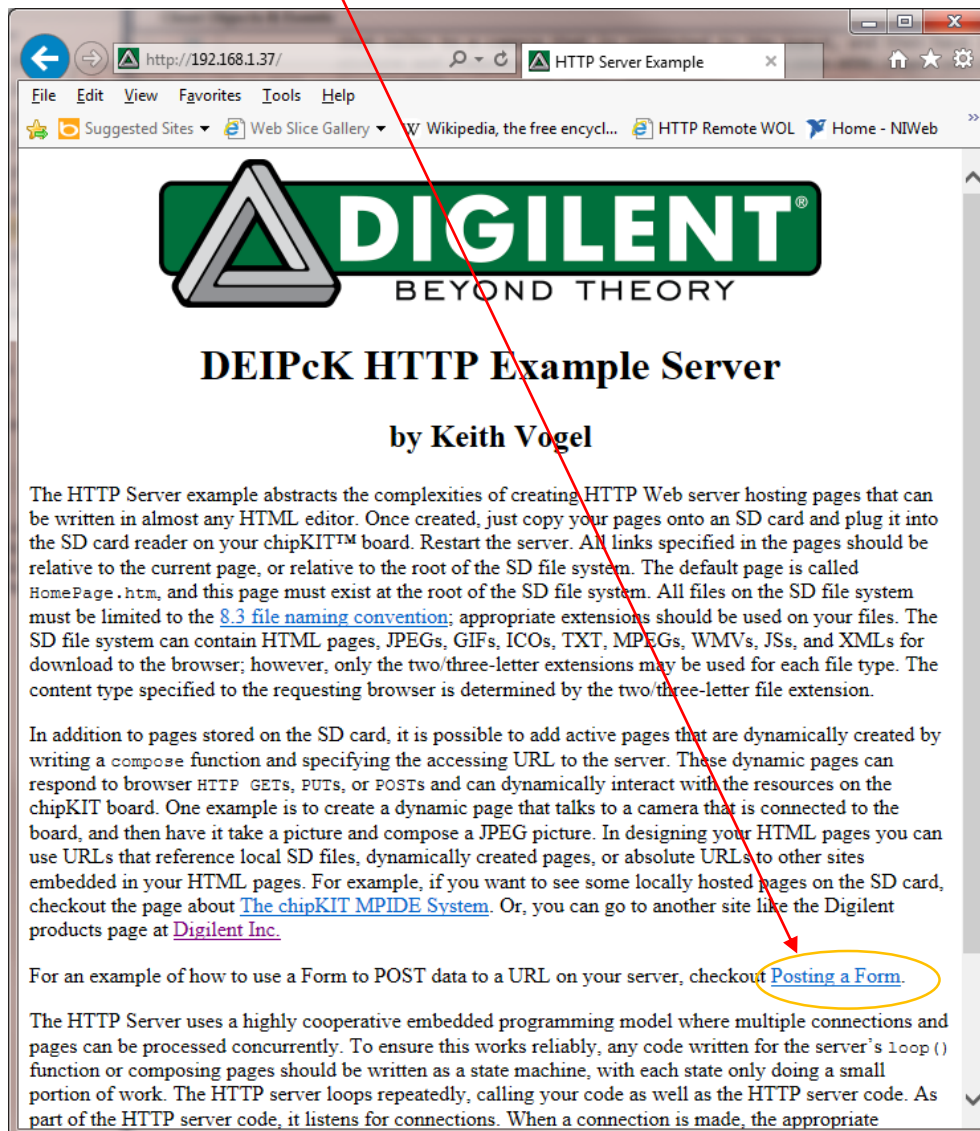 http://192.168.1.37/
HTTP Server Example
File Edit View Favorites Tools Help
Suggested Sites Web Slice Gallery W Wikipedia, the free encycl... HTTP Remote WOL Home - NIWeb »
DIGILENT®
BEYOND THEORY
DEIPcK HTTP Example Server
by Keith Vogel
The HTTP Server example abstracts the complexities of creating HTTP Web server hosting pages that can
be written in almost any HTML editor. Once created, just copy your pages onto an SD card and plug it into
the SD card reader on your chipKIT™ board. Restart the server. All links specified in the pages should be
relative to the current page, or relative to the root of the SD file system. The default page is called
HomePage.htm, and this page must exist at the root of the SD file system. All files on the SD file system
must be limited to the 8.3 file naming convention; appropriate extensions should be used on your files. The
SD file system can contain HTML pages, JPEGs, GIFs, ICOs, TXT, MPEGs, WMVs, JSs, and XMLs for
download to the browser; however, only the two/three-letter extensions may be used for each file type. The
content type specified to the requesting browser is determined by the two/three-letter file extension.
In addition to pages stored on the SD card, it is possible to add active pages that are dynamically created by
writing a compose function and specifying the accessing URL to the server. These dynamic pages can
respond to browser HTTP GETs, PUTs, or POSTs and can dynamically interact with the resources on the
chipKIT board. One example is to create a dynamic page that talks to a camera that is connected to the
board, and then have it take a picture and compose a JPEG picture. In designing your HTML pages you can
use URLs that reference local SD files, dynamically created pages, or absolute URLs to other sites
embedded in your HTML pages. For example, if you want to see some locally hosted pages on the SD card,
checkout the page about The chipKIT MPIDE System. Or, you can go to another site like the Digilent
products page at Digilent Inc.
For an example of how to use a Form to POST data to a URL on your server, checkout Posting a Form.
The HTTP Server uses a highly cooperative embedded programming model where multiple connections and
pages can be processed concurrently. To ensure this works reliably, any code written for the server's loop()
function or composing pages should be written as a state machine, with each state only doing a small
portion of work. The HTTP server loops repeatedly, calling your code as well as the HTTP server code. As
part of the HTTP server code, it listens for connections. When a connection is made, the appropriate